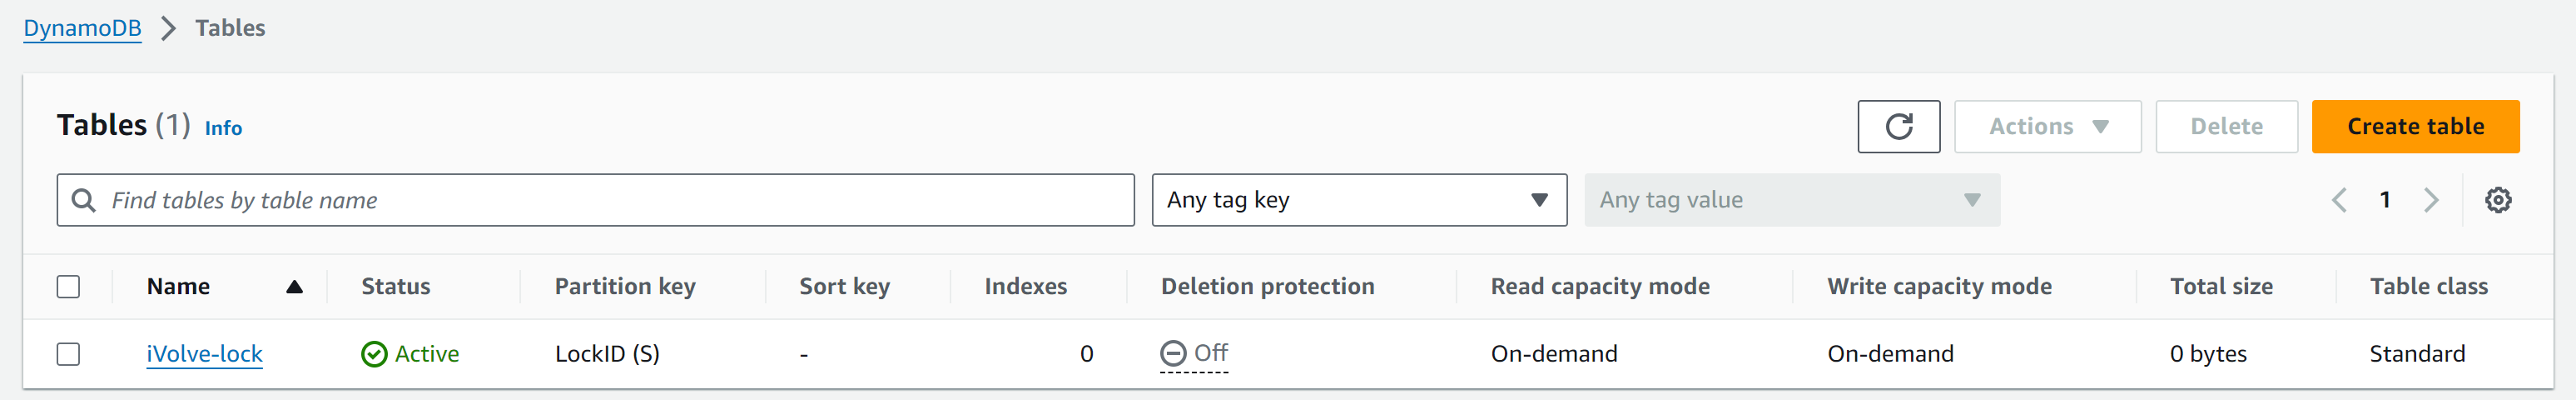 DynamoDB > Tables
Tables (1) Info Actions Delete Create table
Find tables by table name Any tag key Any tag value 1
Name Status Partition key Sort key Indexes Deletion protection Read capacity mode Write capacity mode Total size Table class
iVolve-lock Active LockID (S) - 0 Off On-demand On-demand 0 bytes Standard